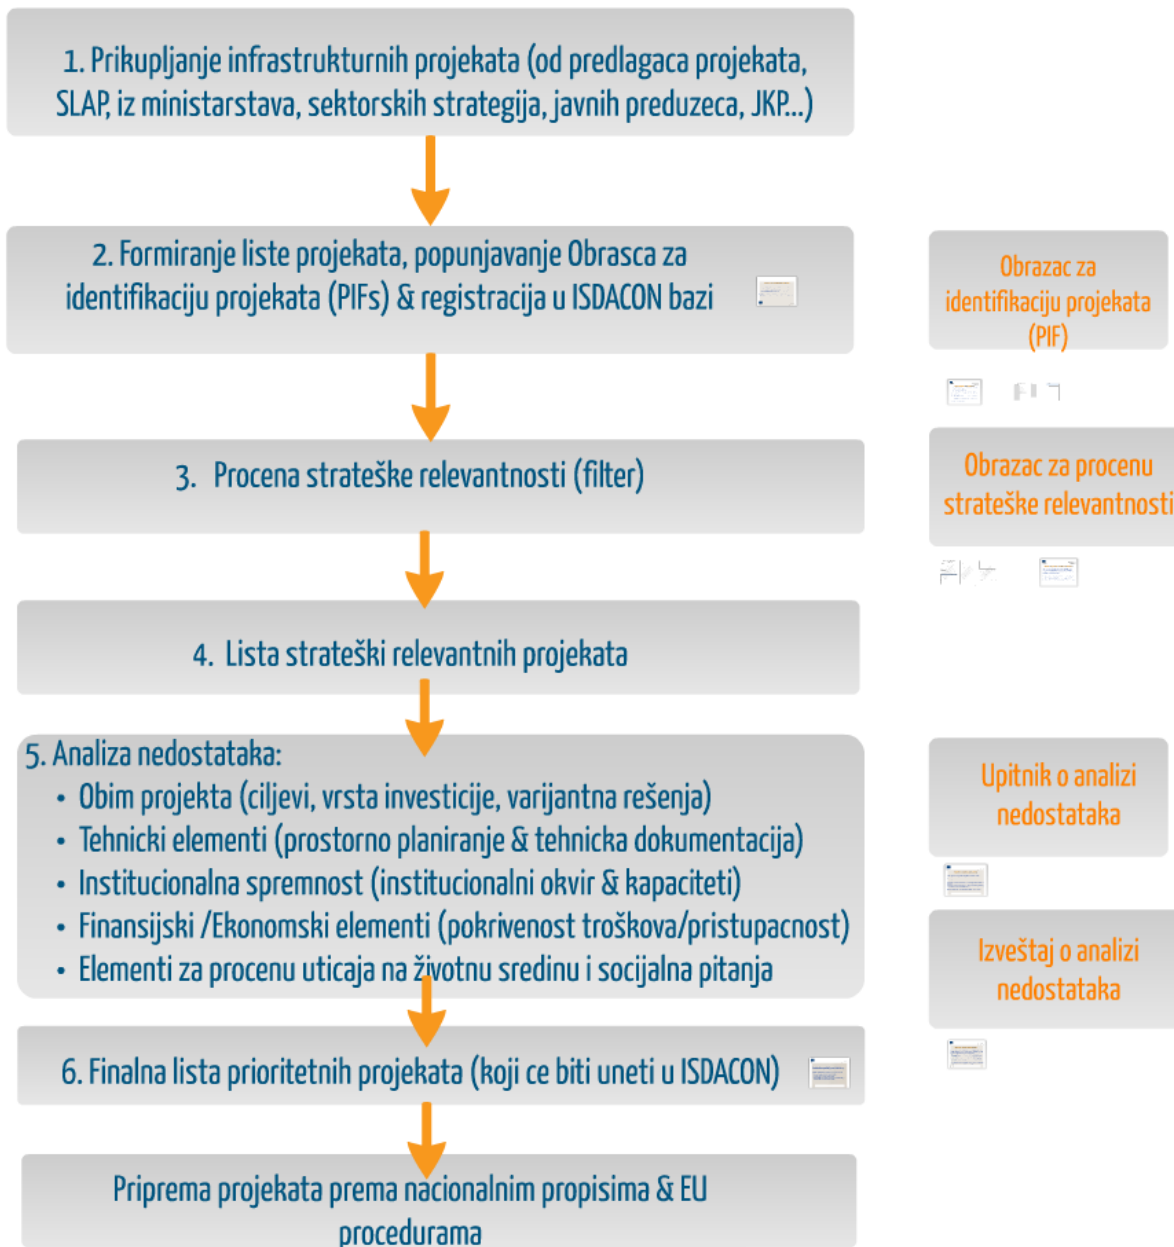 1. Prikupljanje infrastrukturnih projekata (od predlagaca projekata,
SLAP, iz ministarstava, sektorskih strategija, javnih preduzeca, JKP...)
2. Formiranje liste projekata, popunjavanje Obrasca za
identifikaciju projekata (PIFs) & registracija u ISDACON bazi
Obrazac za
identifikaciju projekata
(PIF)
3. Procena strateške relevantnosti (filter)
Obrazac za procenu
strateške relevantnosti
4. Lista strateški relevantnih projekata
5. Analiza nedostataka:
• Obim projekta (ciljevi, vrsta investicije, varijantna rešenja)
• Tehnicki elementi (prostorno planiranje & tehnicka dokumentacija)
• Institucionalna spremnost (institucionalni okvir & kapaciteti)
• Finansijski /Ekonomski elementi (pokrivenost troškova/pristupacnost)
• Elementi za procenu uticaja na životnu sredinu i socijalna pitanja
Upitnik o analizi
nedostataka
Izveštaj o analizi
nedostataka
6. Finalna lista prioritetnih projekata (koji ce biti uneti u ISDACON)
Priprema projekata prema nacionalnim propisima & EU
procedurama